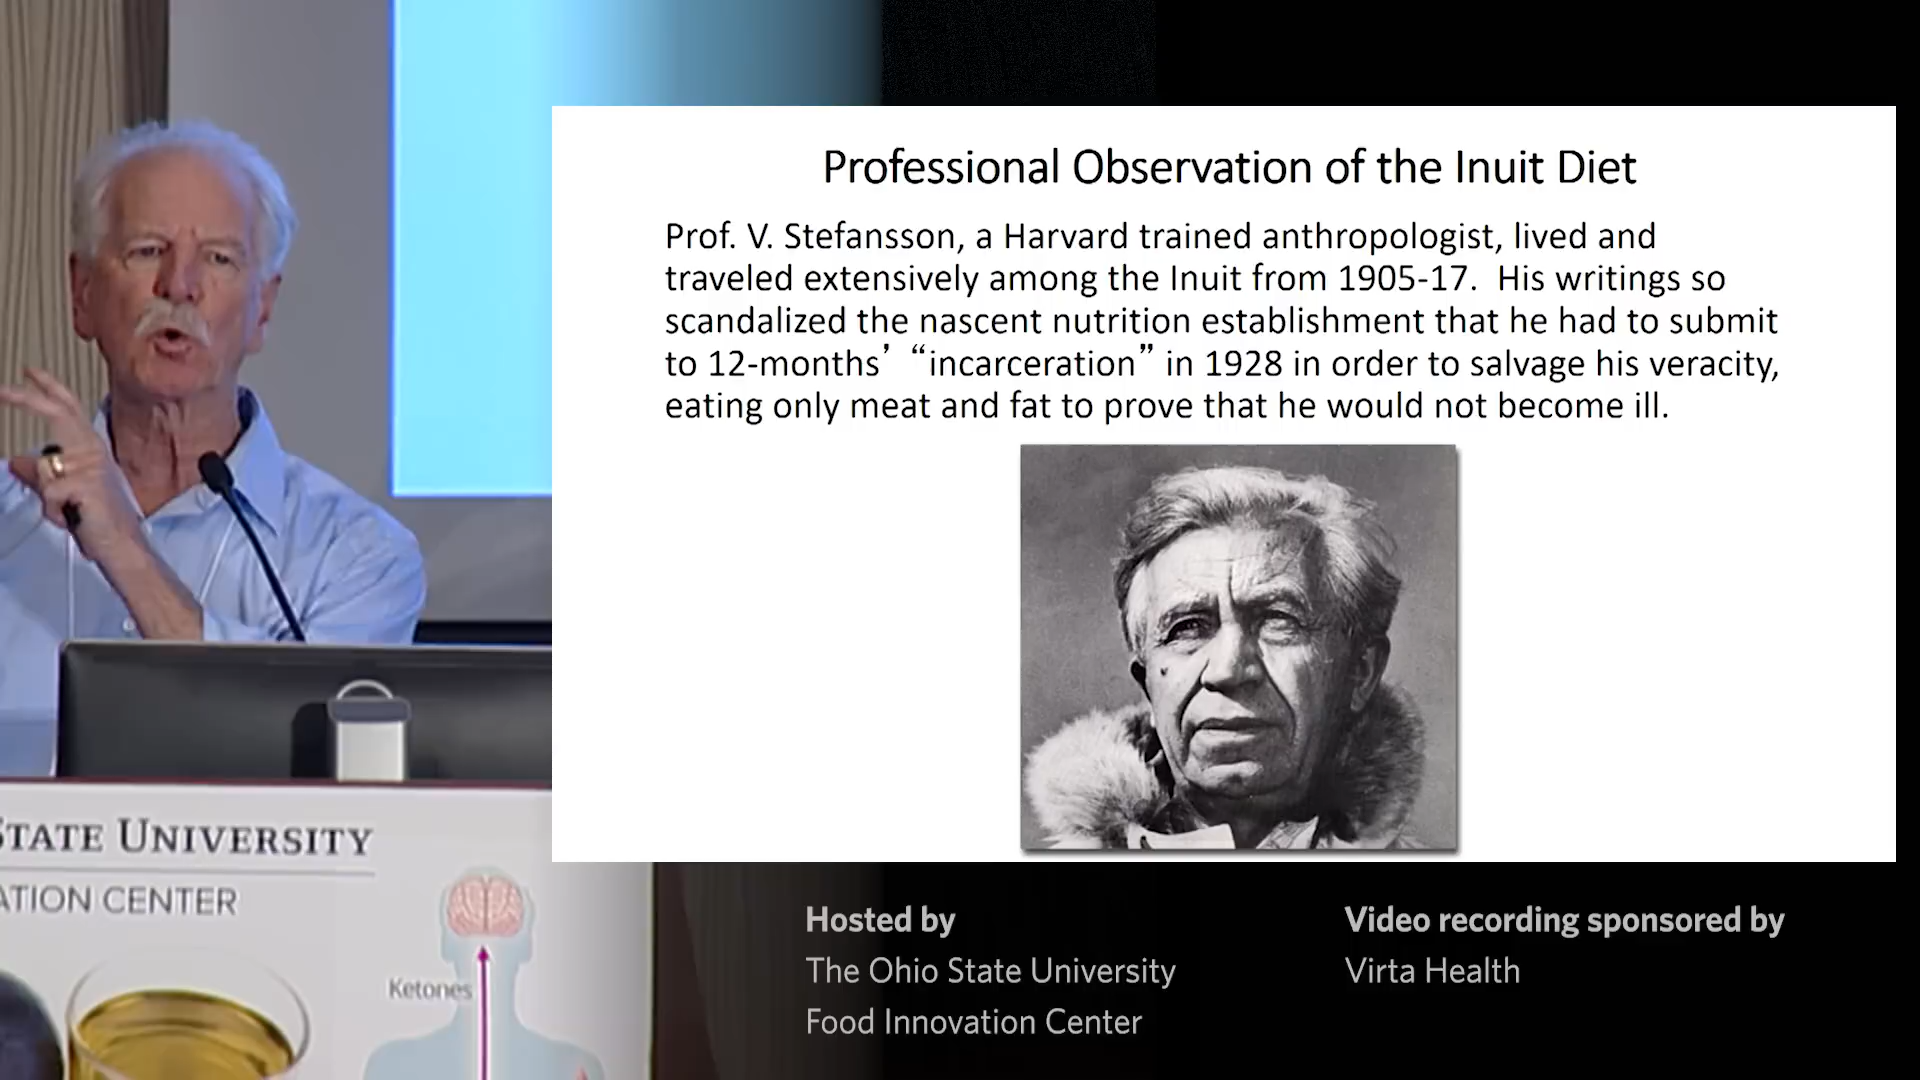 Professional Observation of the Inuit Diet
Prof. V. Stefansson, a Harvard trained anthropologist, lived and
traveled extensively among the Inuit from 1905-17.  His writings so
scandalized the nascent nutrition establishment that he had to submit
to 12-months’ “incarceration” in 1928 in order to salvage his veracity,
eating only meat and fat to prove that he would not become ill.
STATE UNIVERSITY
ATION CENTER
Ketones
Hosted by
The Ohio State University
Food Innovation Center
Video recording sponsored by
Virta Health